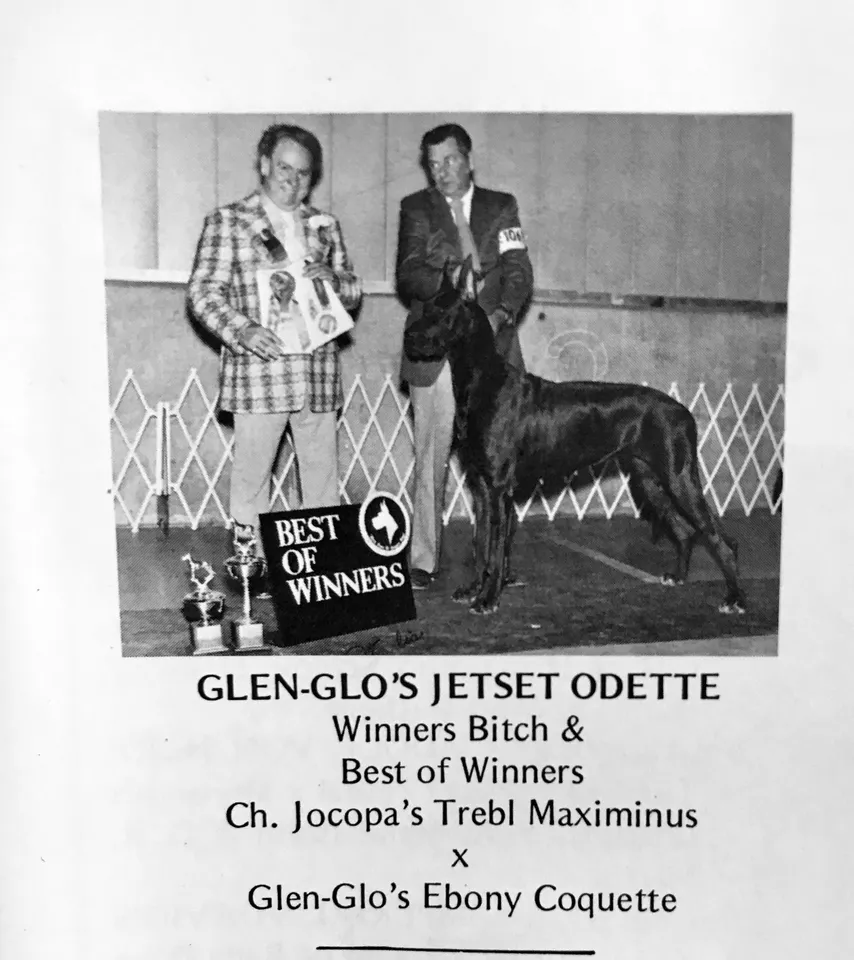 106
BEST
OF
WINNERS
GLEN-GLO'S JETSET ODETTE
Winners Bitch &
Best of Winners
Ch. Jocopa's Trebl Maximinus
x
Glen-Glo's Ebony Coquette